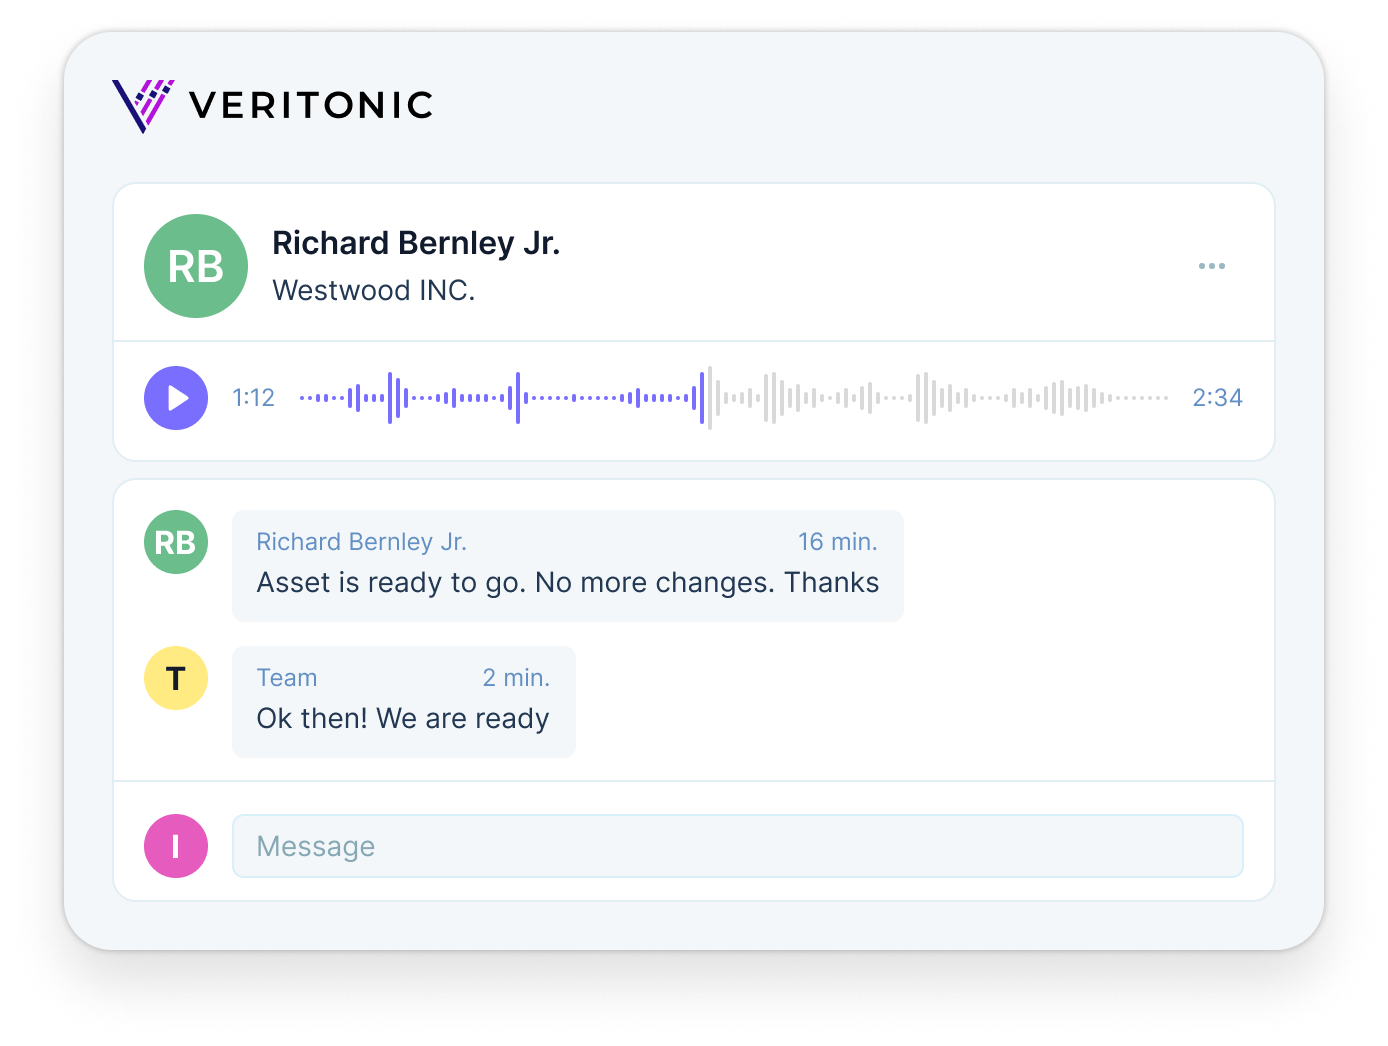 VERITONIC
RB
Richard Bernley Jr.
Westwood INC.
1:12
2:34
RB
Richard Bernley Jr. 16 min.
Asset is ready to go. No more changes. Thanks
T
Team 2 min.
Ok then! We are ready
I
Message